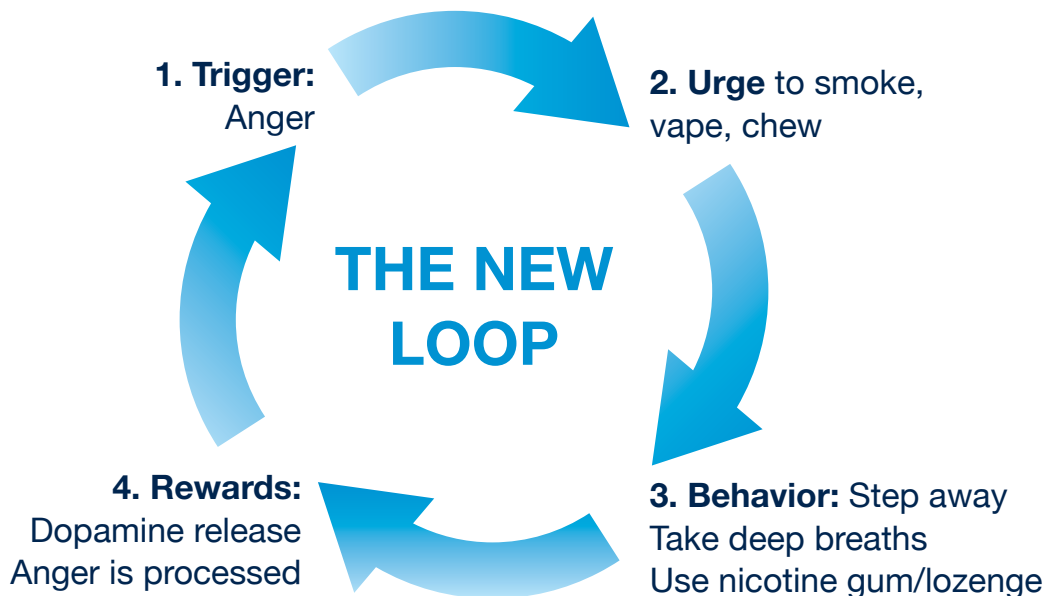 1. Trigger:
Anger
2. Urge to smoke,
vape, chew
THE NEW
LOOP
3. Behavior: Step away
Take deep breaths
Use nicotine gum/lozenge
4. Rewards:
Dopamine release
Anger is processed